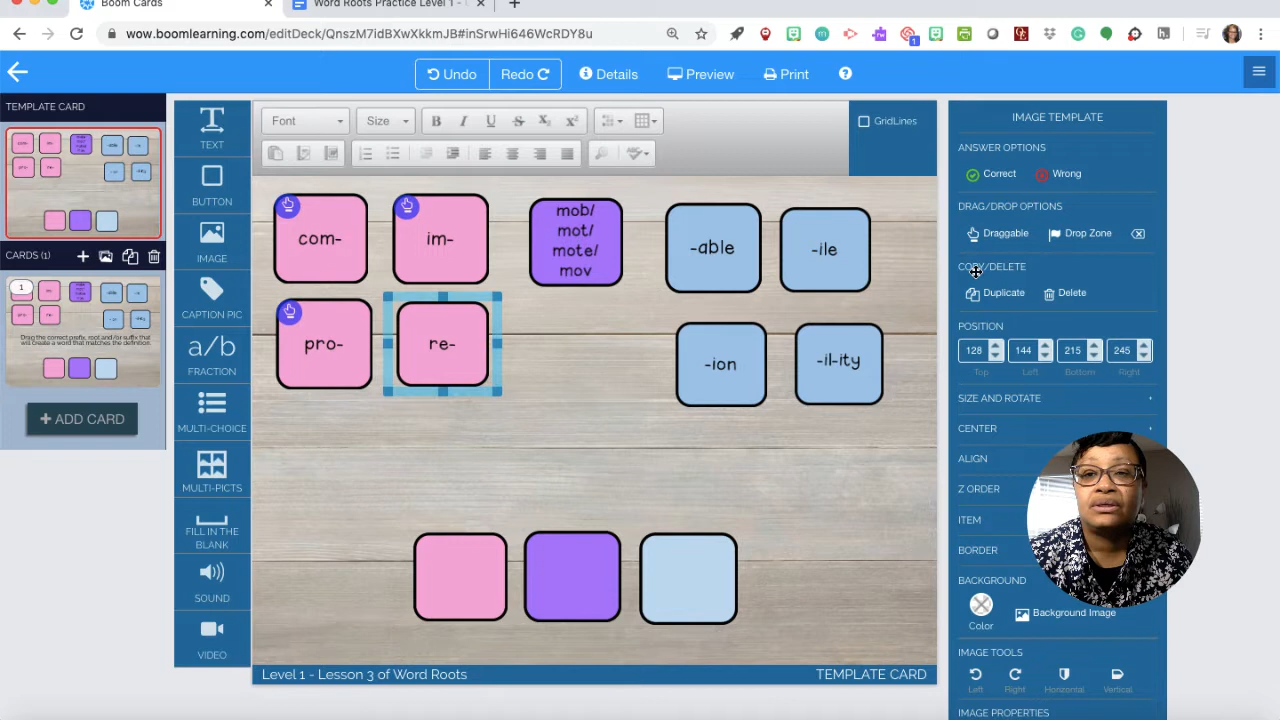 Boom Cards
Word Roots Practice Level 1 -
wow.boomlearning.com/editDeck/QnszM7idBXwXkkmJB#inSrwHi646WcRDY8u
Undo
Redo
Details
Preview
Print
TEMPLATE CARD
CARDS (1)
1
Drag the correct prefix, root and/or suffix that
will create a word that matches the definition.
+ ADD CARD
TEXT
BUTTON
IMAGE
CAPTION PIC
a/b
FRACTION
MULTI-CHOICE
MULTI-PICTS
FILL IN THE
BLANK
SOUND
VIDEO
Font
Size
B I U S X₂ X²
GridLines
com-
im-
mob/
mot/
mote/
mov
-able
-ile
pro-
re-
-ion
-il-ity
Level 1 - Lesson 3 of Word Roots
TEMPLATE CARD
IMAGE TEMPLATE
ANSWER OPTIONS
Correct
Wrong
DRAG/DROP OPTIONS
Draggable
Drop Zone
COPY/DELETE
Duplicate
Delete
POSITION
128
144
215
245
Top
Left
Bottom
Right
SIZE AND ROTATE +
CENTER +
ALIGN
Z ORDER
ITEM
BORDER
BACKGROUND
Color
Background Image
IMAGE TOOLS
Left
Right
Horizontal
Vertical
IMAGE PROPERTIES